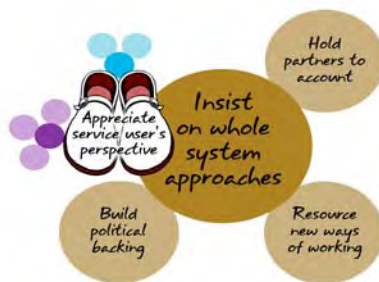 Hold
partners to
account
Appreciate
service user's
perspective
Insist
on whole
system
approaches
Build
political
backing
Resource
new ways
of working